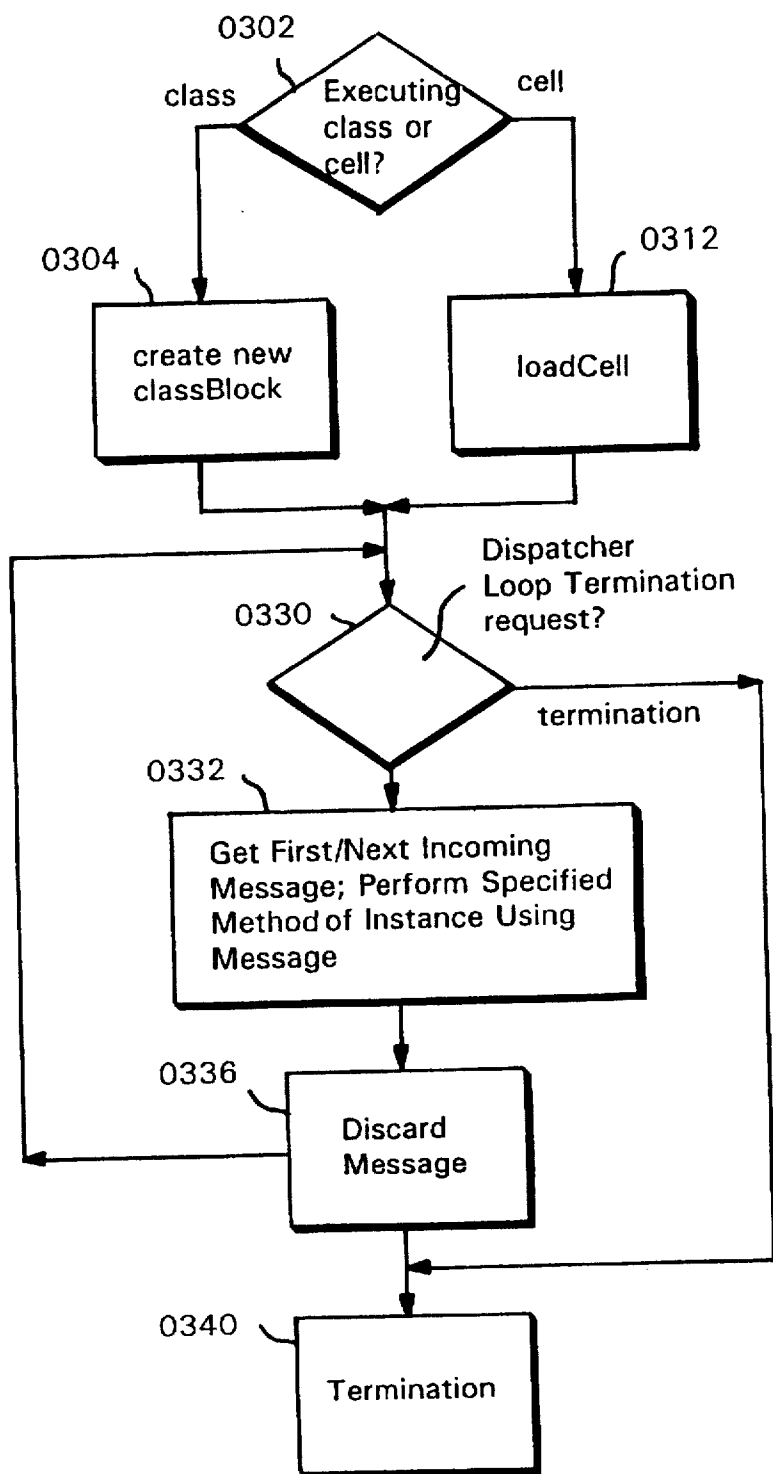 0302
class
cell
Executing
class or
cell?
0304
0312
create new
classBlock
loadCell
Dispatcher
Loop Termination
request?
0330
termination
0332
Get First/Next Incoming
Message; Perform Specified
Method of Instance Using
Message
0336
Discard
Message
0340
Termination